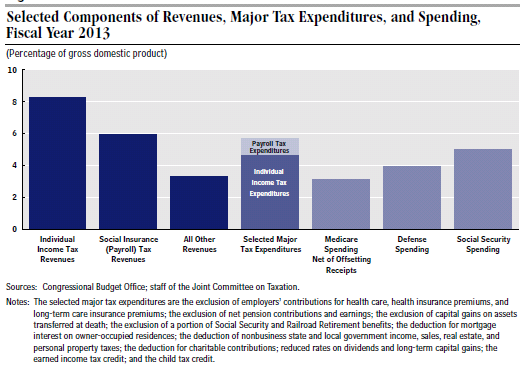 Selected Components of Revenues, Major Tax Expenditures, and Spending,
Fiscal Year 2013
(Percentage of gross domestic product)
10
8
6
4
2
0
Payroll Tax
Expenditures
Individual
Income Tax
Expenditures
Individual
Income Tax
Revenues
Social Insurance
(Payroll) Tax
Revenues
All Other
Revenues
Selected Major
Tax Expenditures
Medicare
Spending
Net of Offsetting
Receipts
Defense
Spending
Social Security
Spending
Sources: Congressional Budget Office; staff of the Joint Committee on Taxation.
Notes: The selected major tax expenditures are the exclusion of employers' contributions for health care, health insurance premiums, and
long-term care insurance premiums; the exclusion of net pension contributions and earnings; the exclusion of capital gains on assets
transferred at death; the exclusion of a portion of Social Security and Railroad Retirement benefits; the deduction for mortgage
interest on owner-occupied residences; the deduction of nonbusiness state and local government income, sales, real estate, and
personal property taxes; the deduction for charitable contributions; reduced rates on dividends and long-term capital gains; the
earned income tax credit; and the child tax credit.